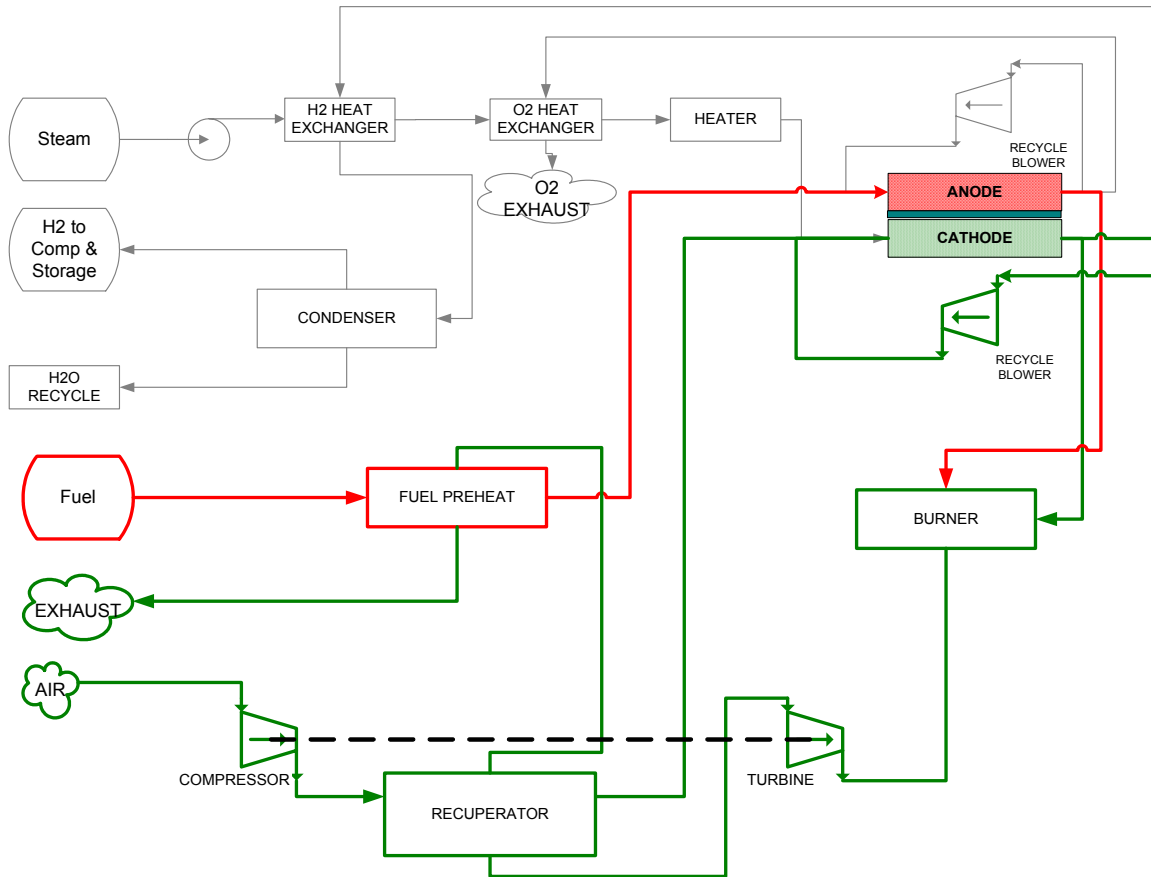 Steam
H2 HEAT
EXCHANGER
O2 HEAT
EXCHANGER
HEATER
RECYCLE
BLOWER
O2
EXHAUST
ANODE
H2 to
Comp &
Storage
CATHODE
CONDENSER
RECYCLE
BLOWER
H2O
RECYCLE
Fuel
FUEL PREHEAT
BURNER
EXHAUST
AIR
COMPRESSOR
TURBINE
RECUPERATOR